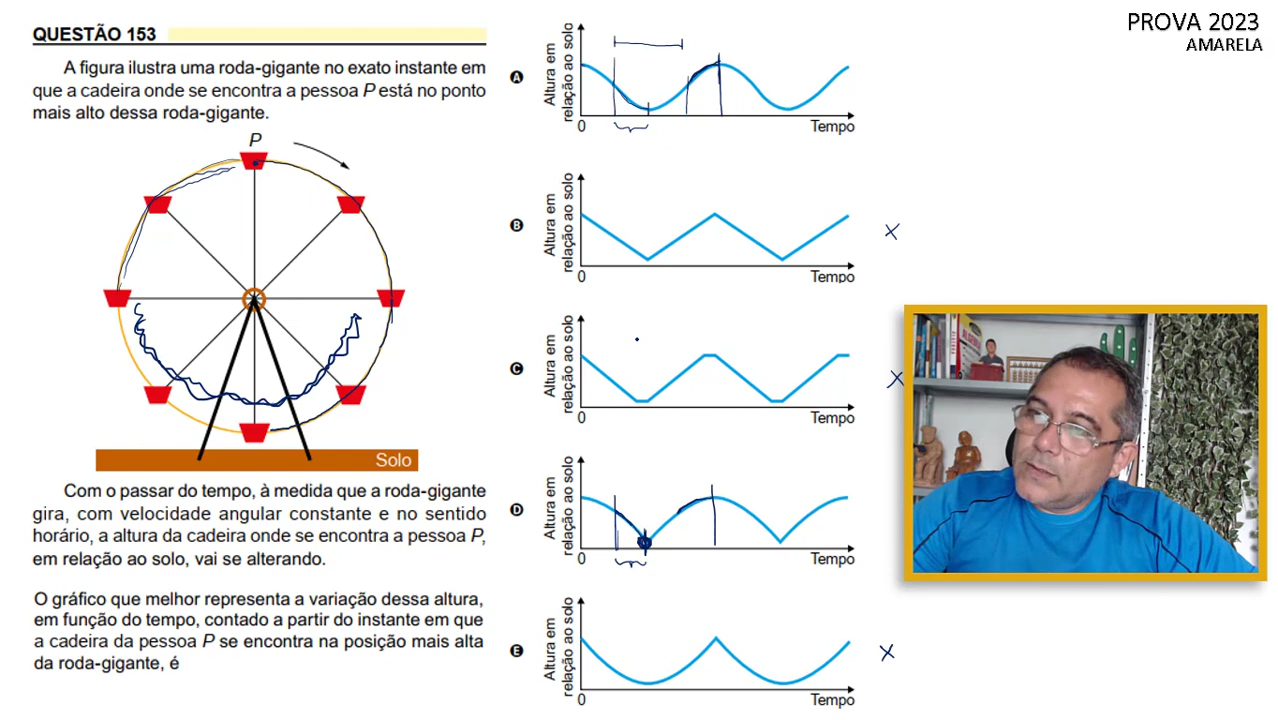 PROVA 2023
AMARELA
QUESTÃO 153
A figura ilustra uma roda-gigante no exato instante em
que a cadeira onde se encontra a pessoa P está no ponto
mais alto dessa roda-gigante.
P
Solo
Com o passar do tempo, à medida que a roda-gigante
gira, com velocidade angular constante e no sentido
horário, a altura da cadeira onde se encontra a pessoa P,
em relação ao solo, vai se alterando.
O gráfico que melhor representa a variação dessa altura,
em função do tempo, contado a partir do instante em que
a cadeira da pessoa P se encontra na posição mais alta
da roda-gigante, é
A
Altura em
relação ao solo
0
Tempo
B
Altura em
relação ao solo
0
Tempo
X
C
Altura em
relação ao solo
0
Tempo
X
D
Altura em
relação ao solo
0
Tempo
E
Altura em
relação ao solo
0
Tempo
X